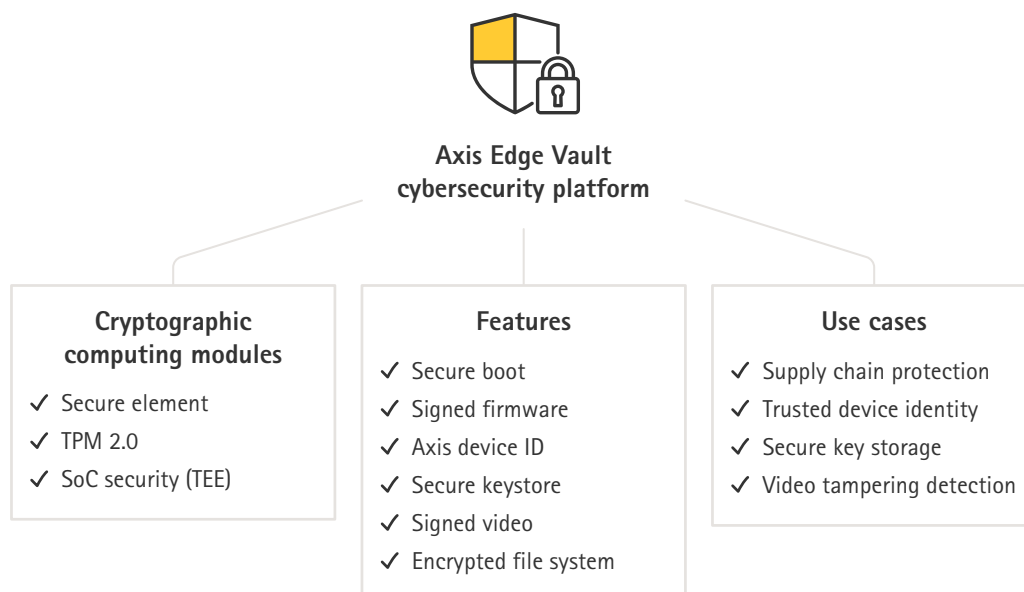 Axis Edge Vault
cybersecurity platform
Cryptographic
computing modules
Secure element
TPM 2.0
SoC security (TEE)
Features
Secure boot
Signed firmware
Axis device ID
Secure keystore
Signed video
Encrypted file system
Use cases
Supply chain protection
Trusted device identity
Secure key storage
Video tampering detection